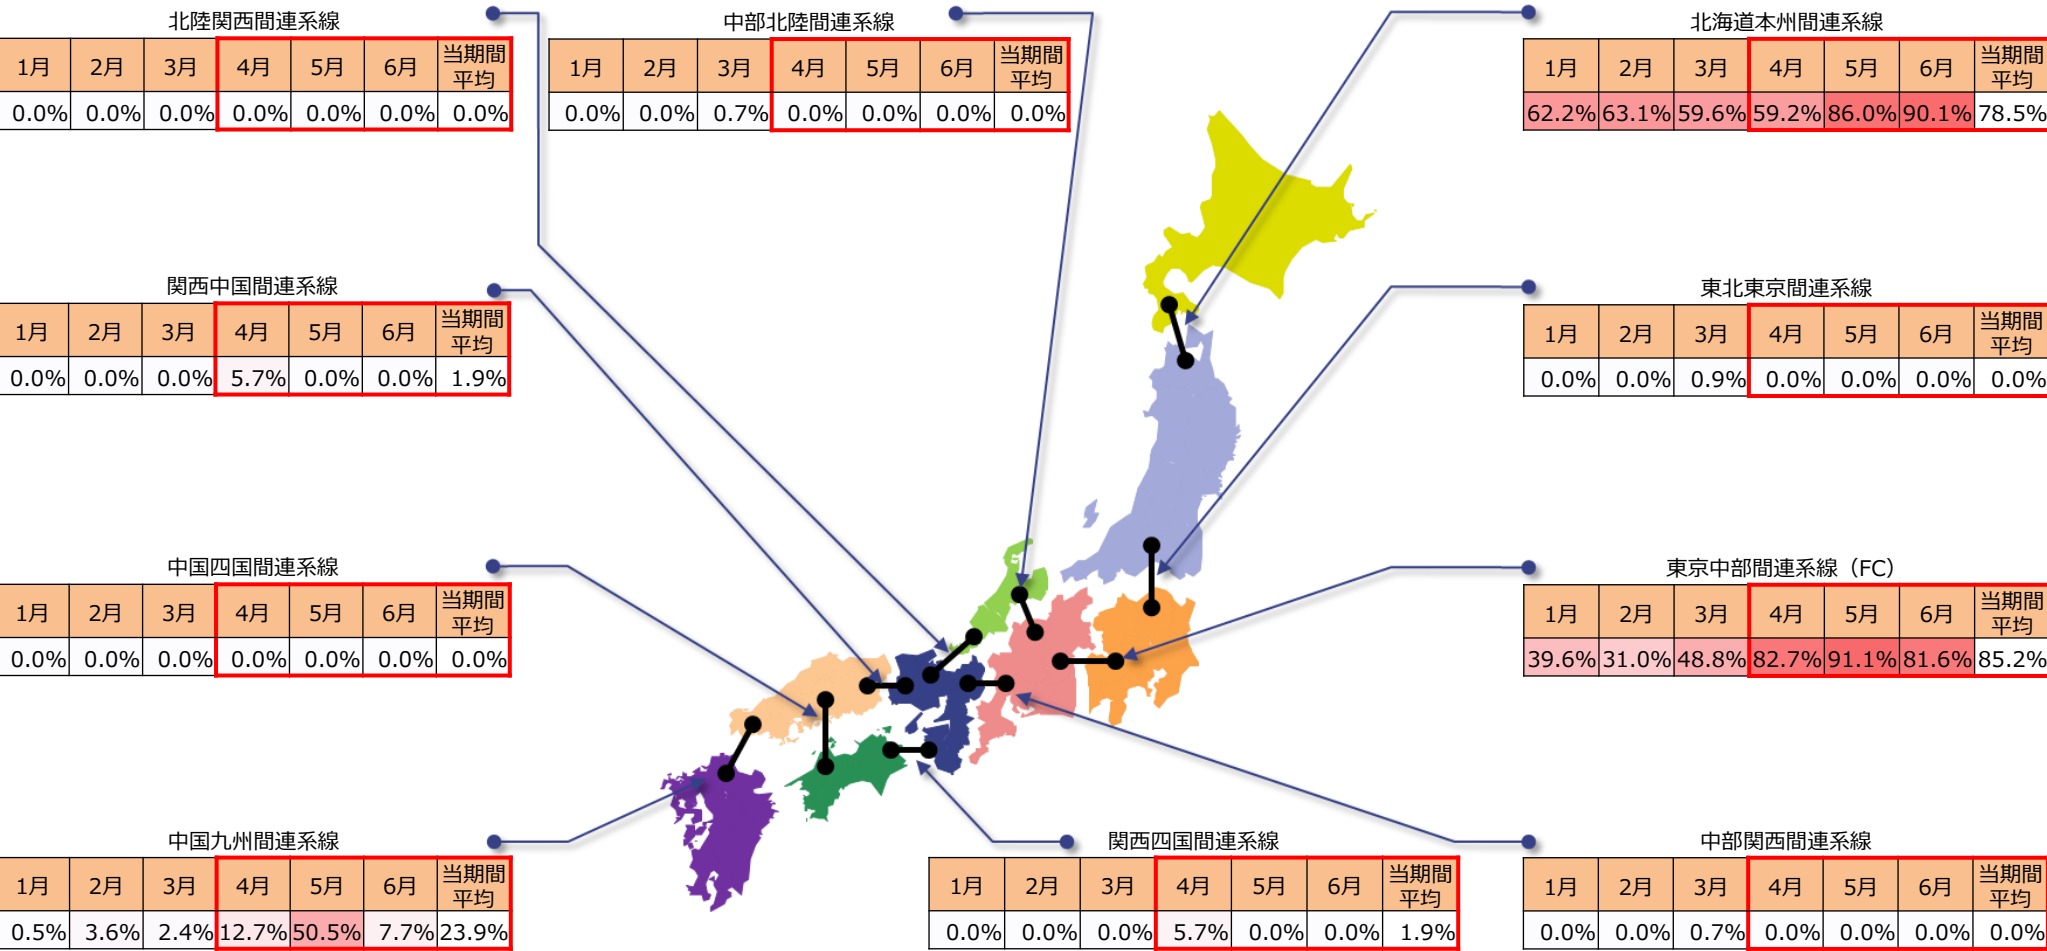 北陸関西間連系線
1月 2月 3月 4月 5月 6月 当期間平均
0.0% 0.0% 0.0% 0.0% 0.0% 0.0% 0.0%
中部北陸間連系線
1月 2月 3月 4月 5月 6月 当期間平均
0.0% 0.0% 0.7% 0.0% 0.0% 0.0% 0.0%
北海道本州間連系線
1月 2月 3月 4月 5月 6月 当期間平均
62.2% 63.1% 59.6% 59.2% 86.0% 90.1% 78.5%
関西中国間連系線
1月 2月 3月 4月 5月 6月 当期間平均
0.0% 0.0% 0.0% 5.7% 0.0% 0.0% 1.9%
東北東京間連系線
1月 2月 3月 4月 5月 6月 当期間平均
0.0% 0.0% 0.9% 0.0% 0.0% 0.0% 0.0%
中国四国間連系線
1月 2月 3月 4月 5月 6月 当期間平均
0.0% 0.0% 0.0% 0.0% 0.0% 0.0% 0.0%
東京中部間連系線（FC）
1月 2月 3月 4月 5月 6月 当期間平均
39.6% 31.0% 48.8% 82.7% 91.1% 81.6% 85.2%
中国九州間連系線
1月 2月 3月 4月 5月 6月 当期間平均
0.5% 3.6% 2.4% 12.7% 50.5% 7.7% 23.9%
関西四国間連系線
1月 2月 3月 4月 5月 6月 当期間平均
0.0% 0.0% 0.0% 5.7% 0.0% 0.0% 1.9%
中部関西間連系線
1月 2月 3月 4月 5月 6月 当期間平均
0.0% 0.0% 0.7% 0.0% 0.0% 0.0% 0.0%